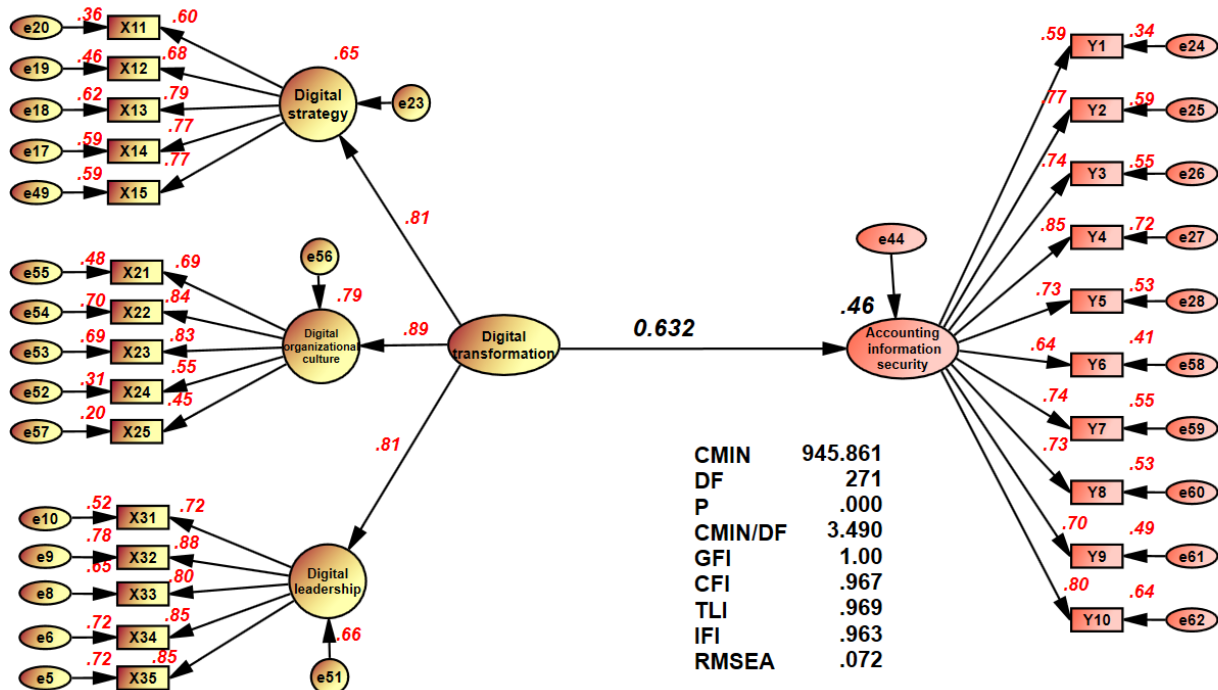 e20 .36 X11 .60
e19 .46 X12 .68
e18 .62 X13 .79
e17 .59 X14 .77
e49 .59 X15 .77
.65
Digital
strategy
e23
.81
e55 .48 X21 .69
e54 .70 X22 .84
e53 .69 X23 .83
e52 .31 X24 .55
e57 .20 X25 .45
e56
.79
Digital
organizational
culture
.89
Digital
transformation
0.632
e10 .52 X31 .72
e9 .78 X32 .88
e8 .65 X33 .80
e6 .72 X34 .85
e5 .72 X35 .85
.81
Digital
leadership
.66
e51
e44
.46
Accounting
information
security
.59 Y1 .34 e24
.77 Y2 .59 e25
.74 Y3 .55 e26
.85 Y4 .72 e27
.73 Y5 .53 e28
.64 Y6 .41 e58
.74 Y7 .55 e59
.73 Y8 .53 e60
.70 Y9 .49 e61
.80 Y10 .64 e62
CMIN 945.861
DF 271
P .000
CMIN/DF 3.490
GFI 1.00
CFI .967
TLI .969
IFI .963
RMSEA .072